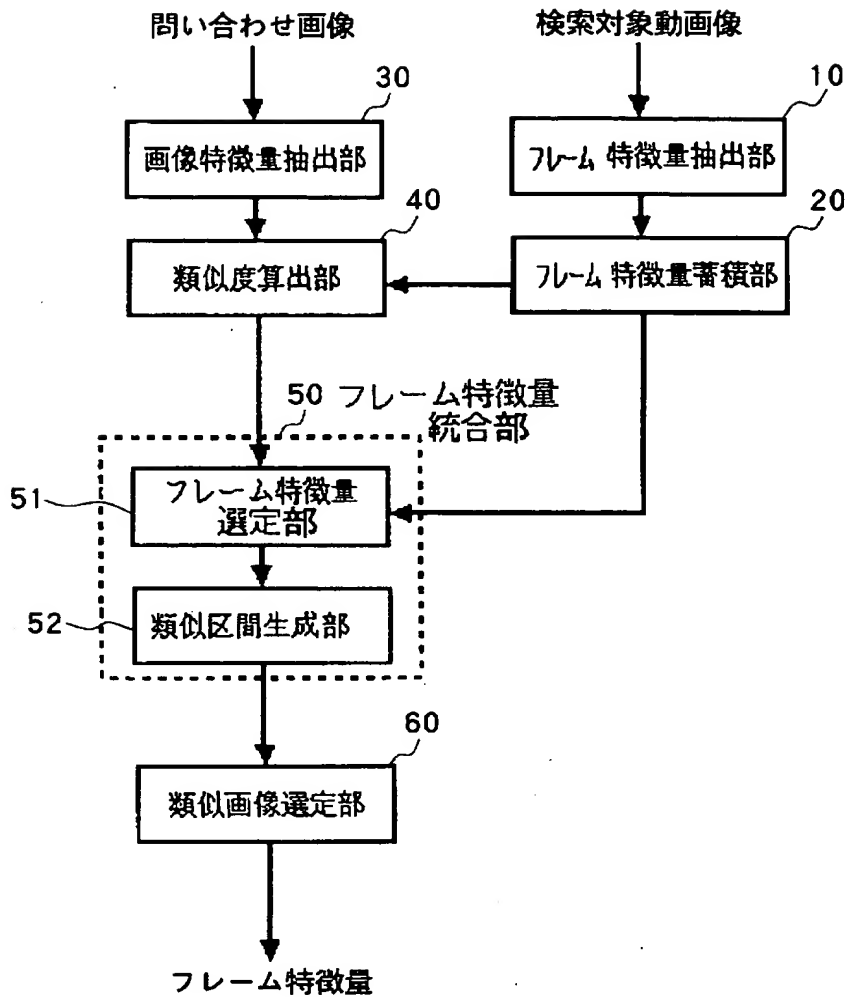 問い合わせ画像
検索対象動画像
30
10
画像特徴量抽出部
フレーム 特徴量抽出部
40
20
類似度算出部
フレーム 特徴量蓄積部
50 フレーム特徴量
統合部
51
フレーム特徴量
選定部
52
類似区間生成部
60
類似画像選定部
フレーム特徴量